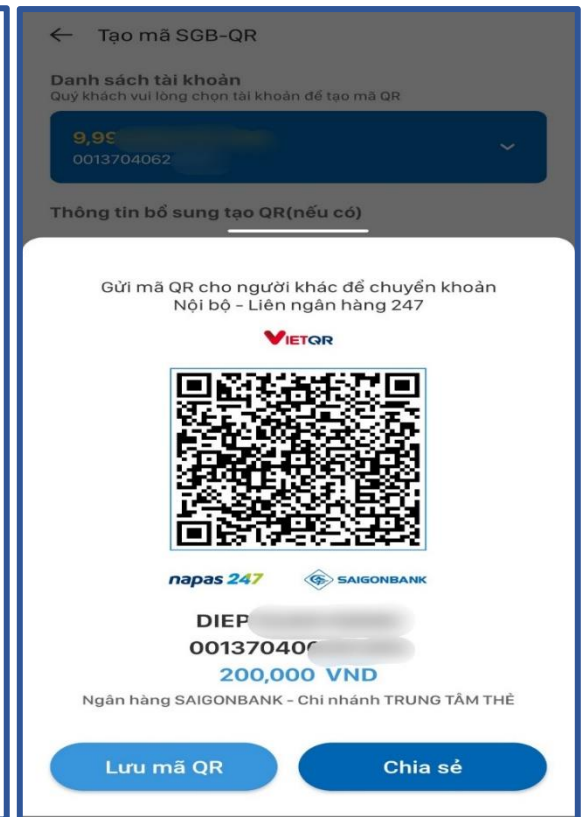 Tạo mã SGB-QR
Danh sách tài khoản
Quý khách vui lòng chọn tài khoản để tạo mã QR
9,99
0013704062
Thông tin bổ sung tạo QR(nếu có)
Gửi mã QR cho người khác để chuyển khoản
Nội bộ - Liên ngân hàng 247
VIETQR
napas 247 SAIGONBANK
DIEP
00137040
200,000 VND
Ngân hàng SAIGONBANK - Chi nhánh TRUNG TÂM THẺ
Lưu mã QR Chia sẻ